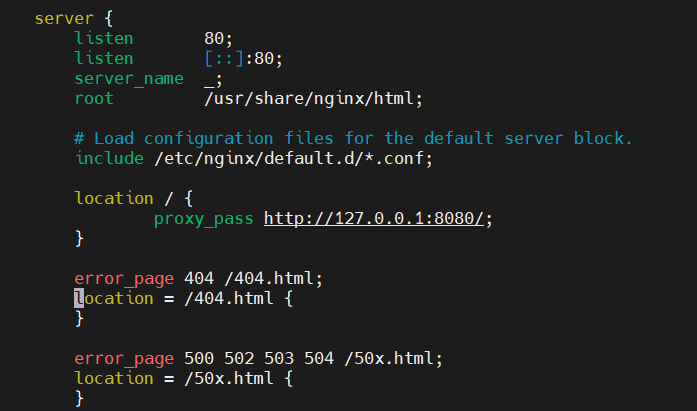 server {
listen 80;
listen [::]:80;
server_name _;
root /usr/share/nginx/html;
# Load configuration files for the default server block.
include /etc/nginx/default.d/*.conf;
location / {
proxy_pass http://127.0.0.1:8080/;
}
error_page 404 /404.html;
location = /404.html {
}
error_page 500 502 503 504 /50x.html;
location = /50x.html {
}